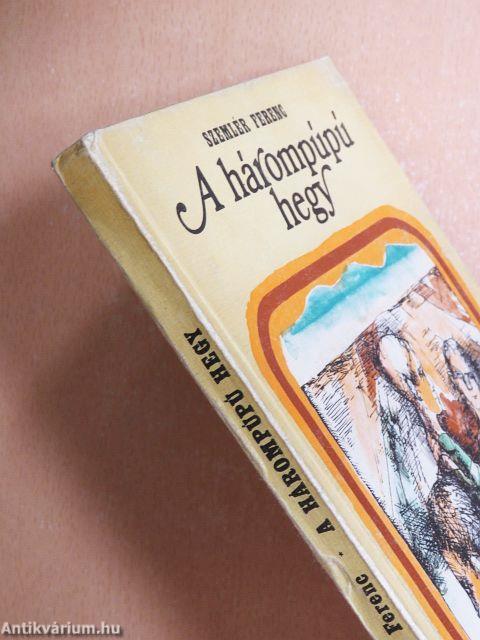 SZEMLÉR FERENC
A hárompúpú
hegy
Ferenc * A HÁROMPÚPÚ HEGY
Antikvárium.hu